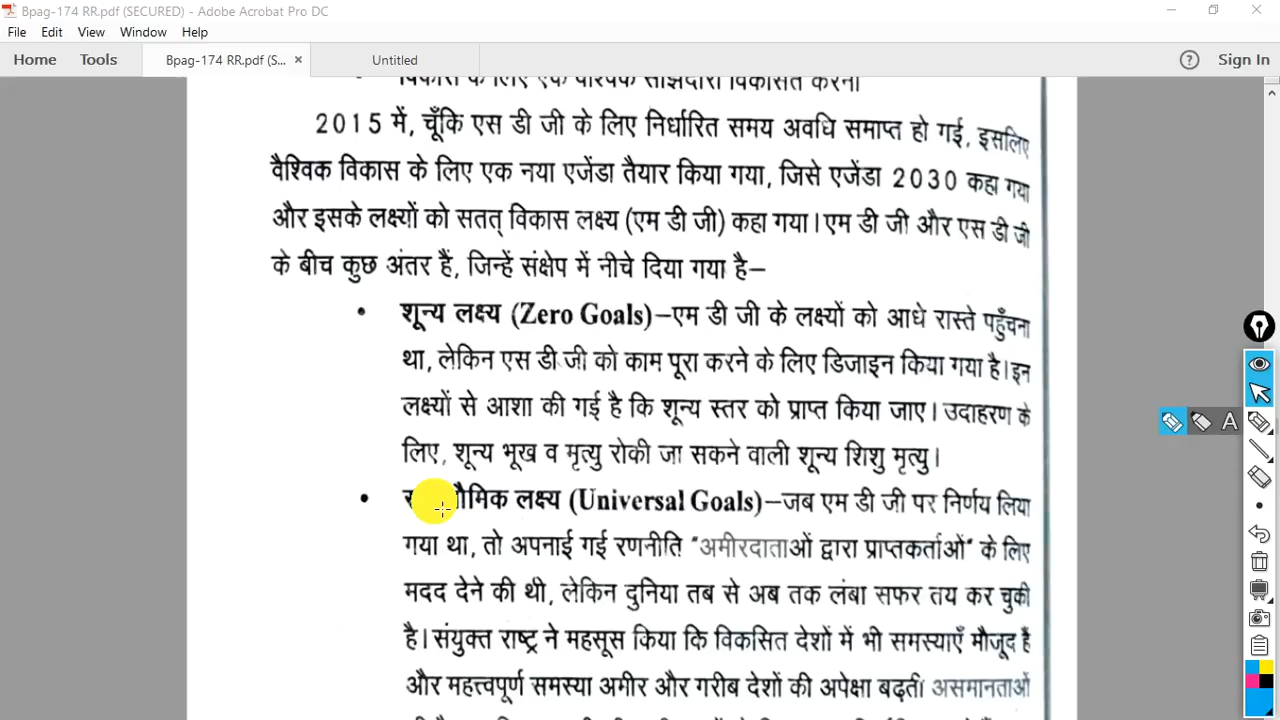 Bpag-174 RR.pdf (SECURED) - Adobe Acrobat Pro DC
File Edit View Window Help
Home Tools Bpag-174 RR.pdf (S... × Untitled Sign In
विकास के लिए एक वैश्विक साझेदारी विकसित करना
2015 में, चूँकि एस डी जी के लिए निर्धारित समय अवधि समाप्त हो गई, इसलिए
वैश्विक विकास के लिए एक नया एजेंडा तैयार किया गया, जिसे एजेंडा 2030 कहा गया
और इसके लक्ष्यों को सतत् विकास लक्ष्य (एम डी जी) कहा गया। एम डी जी और एस डी जी
के बीच कुछ अंतर हैं, जिन्हें संक्षेप में नीचे दिया गया है–
• शून्य लक्ष्य (Zero Goals)–एम डी जी के लक्ष्यों को आधे रास्ते पहुँचना
था, लेकिन एस डी जी को काम पूरा करने के लिए डिजाइन किया गया है। इन
लक्ष्यों से आशा की गई है कि शून्य स्तर को प्राप्त किया जाए। उदाहरण के
लिए, शून्य भूख व मृत्यु रोकी जा सकने वाली शून्य शिशु मृत्यु।
• लक्ष्य (Universal Goals)–जब एम डी जी पर निर्णय लिया
गया था, तो अपनाई गई रणनीति "अमीरदाताओं द्वारा प्राप्तकर्ताओं" के लिए
मदद देने की थी, लेकिन दुनिया तब से अब तक लंबा सफर तय कर चुकी
है। संयुक्त राष्ट्र ने महसूस किया कि विकसित देशों में भी समस्याएँ मौजूद हैं
और महत्त्वपूर्ण समस्या अमीर और गरीब देशों की अपेक्षा बढ़ती असमानताओं